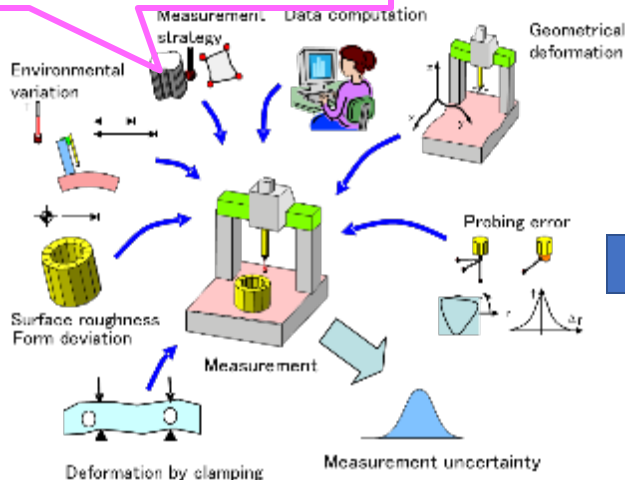 Measurement
strategy
Data computation
Geometrical
deformation
Environmental
variation
Probing error
Surface roughness
Form deviation
Measurement
Deformation by clamping
Measurement uncertainty